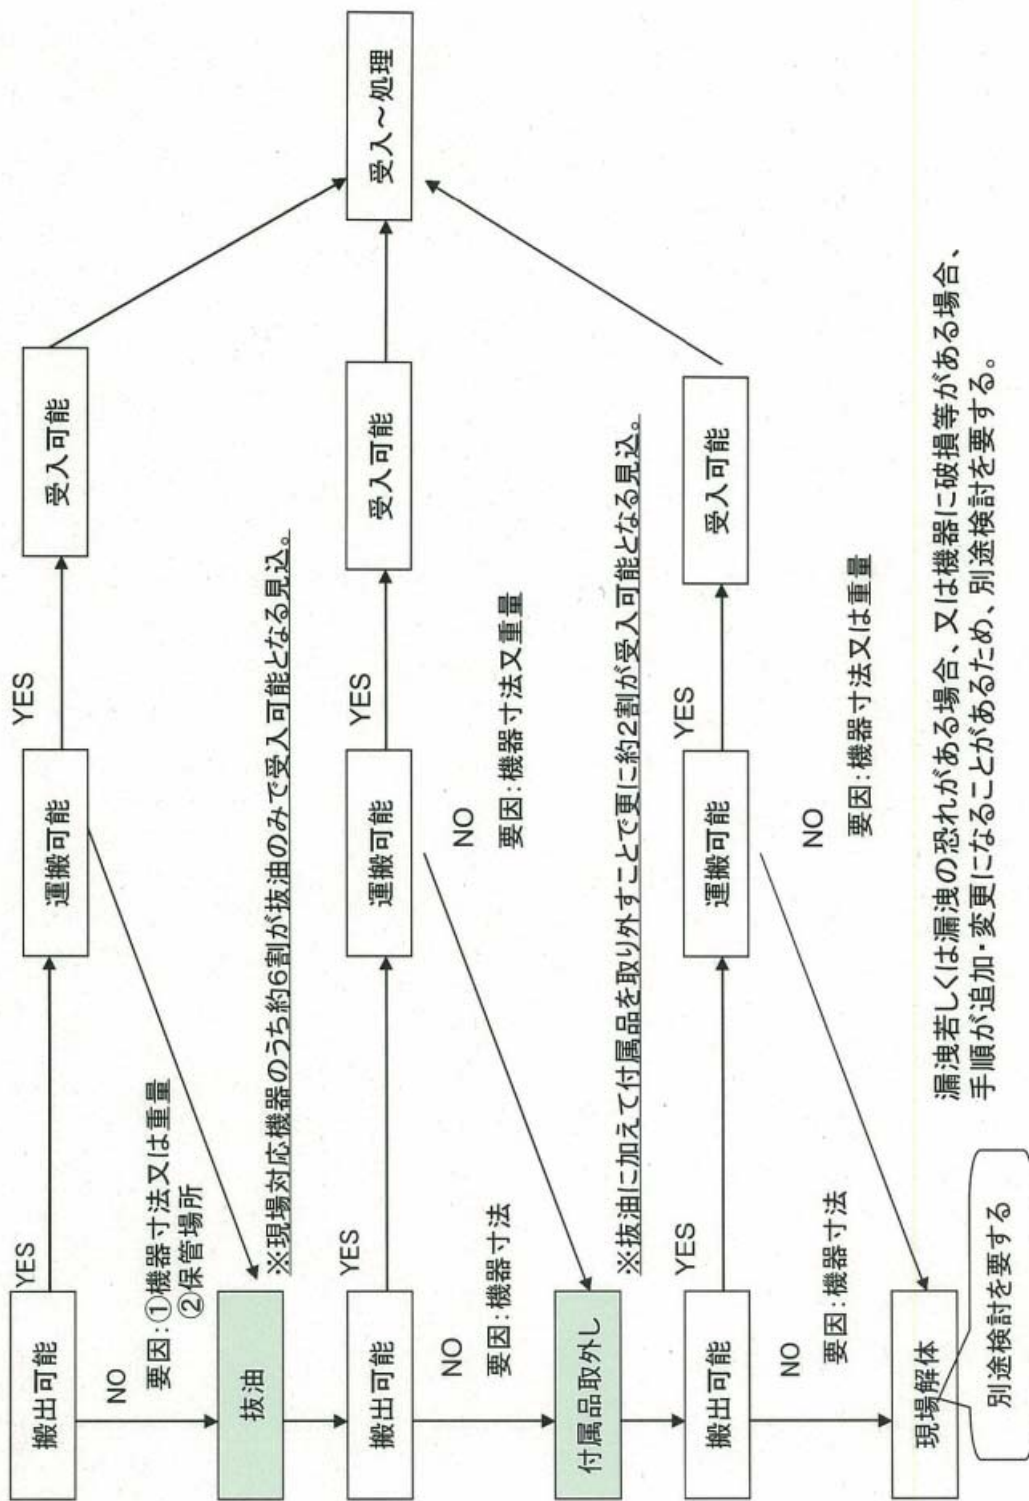 搬出可能
YES
運搬可能
YES
受入可能
受入～処理
NO
要因：①機器寸法又は重量
②保管場所
抜油
※現場対応機器のうち約6割が抜油のみで受入可能となる見込。
搬出可能
YES
運搬可能
YES
受入可能
NO
要因：機器寸法
NO
要因：機器寸法又重量
付属品取外し
※抜油に加えて付属品を取り外すことで更に約2割が受入可能となる見込。
搬出可能
YES
運搬可能
YES
受入可能
NO
要因：機器寸法
NO
要因：機器寸法又は重量
現場解体
別途検討を要する
漏洩若しくは漏洩の恐れがある場合、又は機器に破損等がある場合、
手順が追加・変更になることがあるため、別途検討を要する。